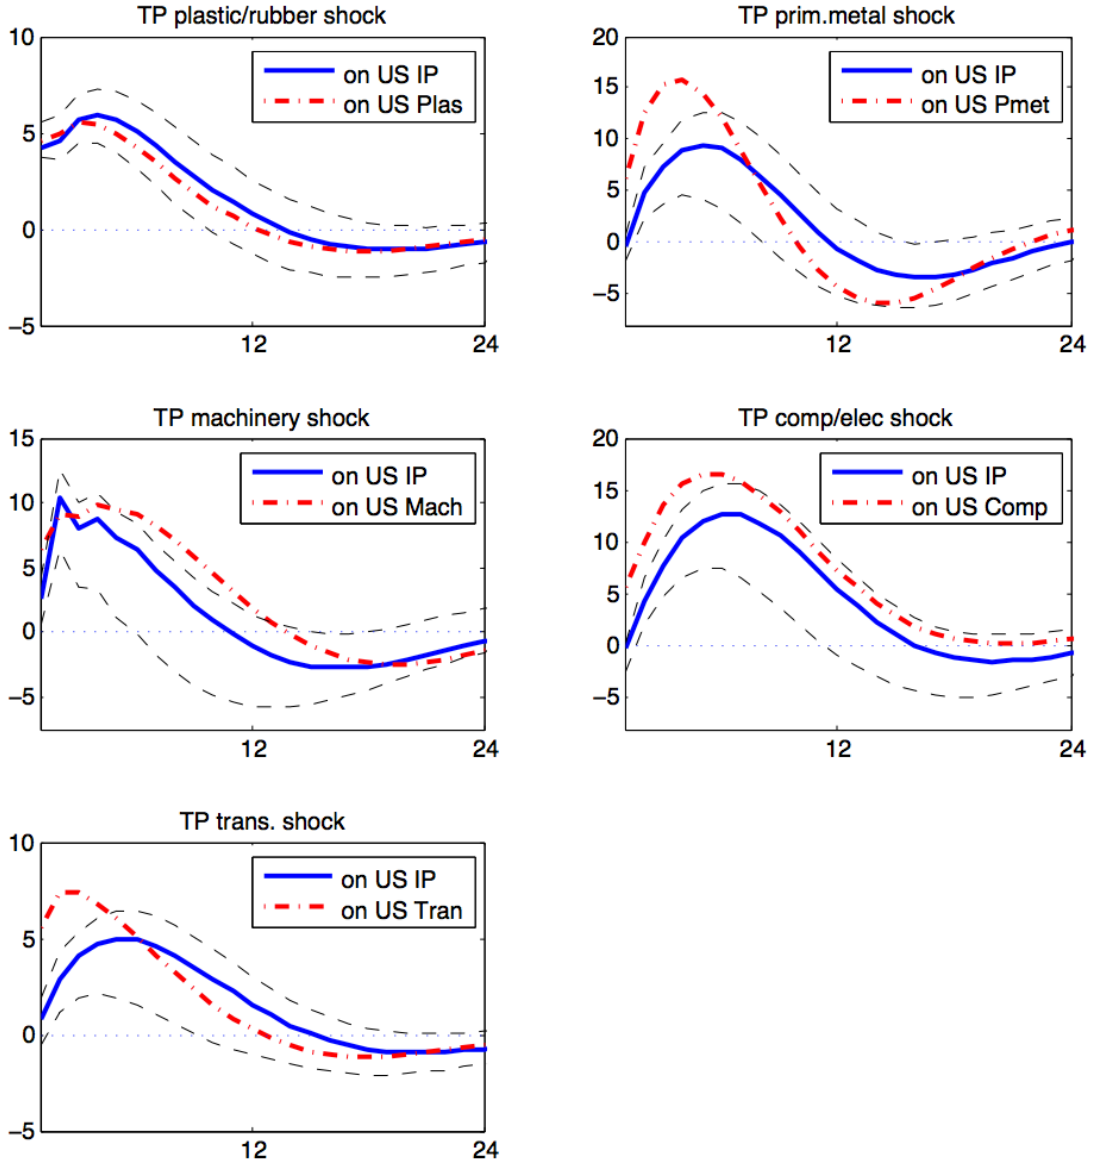 TP plastic/rubber shock
10
5
0
−5
12
24
on US IP
on US Plas
TP prim.metal shock
20
15
10
5
0
−5
12
24
on US IP
on US Pmet
TP machinery shock
15
10
5
0
−5
12
24
on US IP
on US Mach
TP comp/elec shock
20
15
10
5
0
−5
12
24
on US IP
on US Comp
TP trans. shock
10
5
0
−5
12
24
on US IP
on US Tran